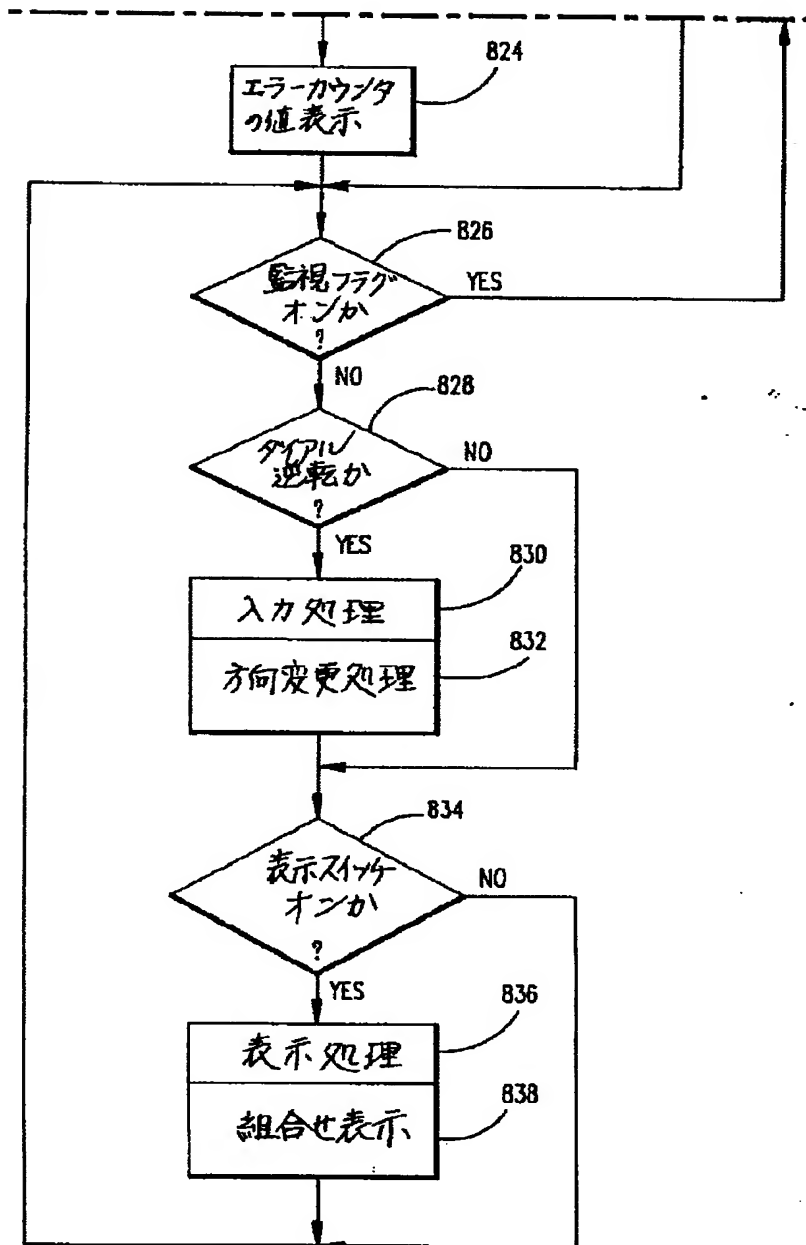 824
エラーカウンタ
の値表示
826
監視フラグ
オンか
?
YES
NO
828
ダイアル
逆転か
?
NO
YES
830
入力処理
832
方向変更処理
834
表示スイッチ
オンか
?
NO
YES
836
表示処理
838
組合せ表示